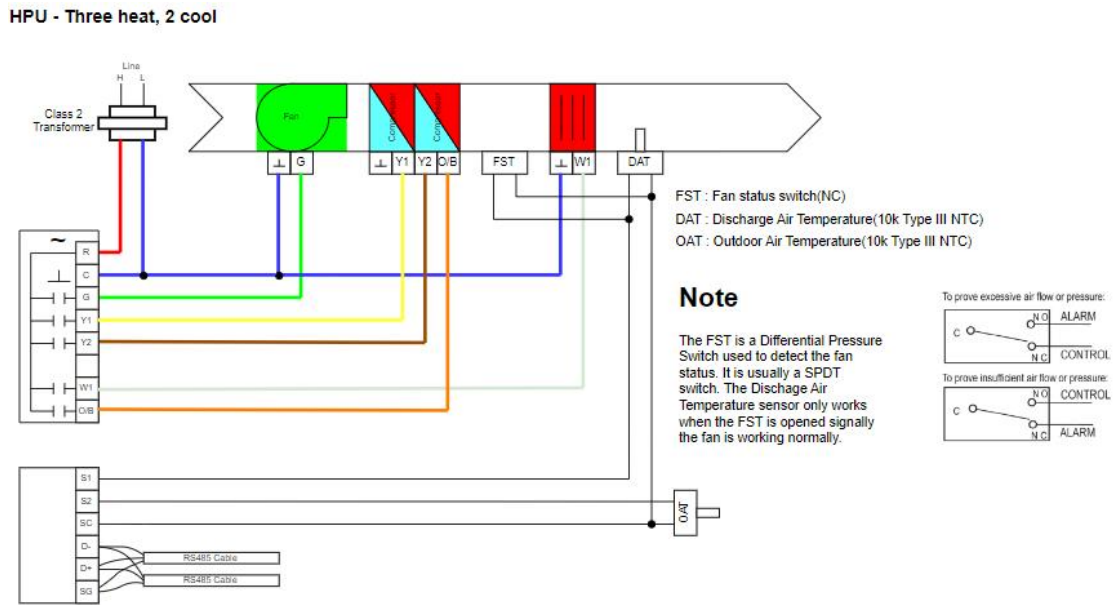 HPU - Three heat, 2 cool
Line
H L
Class 2
Transformer
Fan
Compressor
Compressor
G
Y1
Y2
O/B
FST
W1
DAT
FST : Fan status switch(NC)
DAT : Discharge Air Temperature(10k Type III NTC)
OAT : Outdoor Air Temperature(10k Type III NTC)
~
R
C
G
Y1
Y2
W1
O/B
Note
The FST is a Differential Pressure
Switch used to detect the fan
status. It is usually a SPDT
switch. The Dischage Air
Temperature sensor only works
when the FST is opened signally
the fan is working normally.
To prove excessive air flow or pressure:
NO ALARM
C
NC CONTROL
To prove insufficient air flow or pressure:
NO CONTROL
C
NC ALARM
S1
S2
SC
D-
D+
SG
RS485 Cable
RS485 Cable
OAT